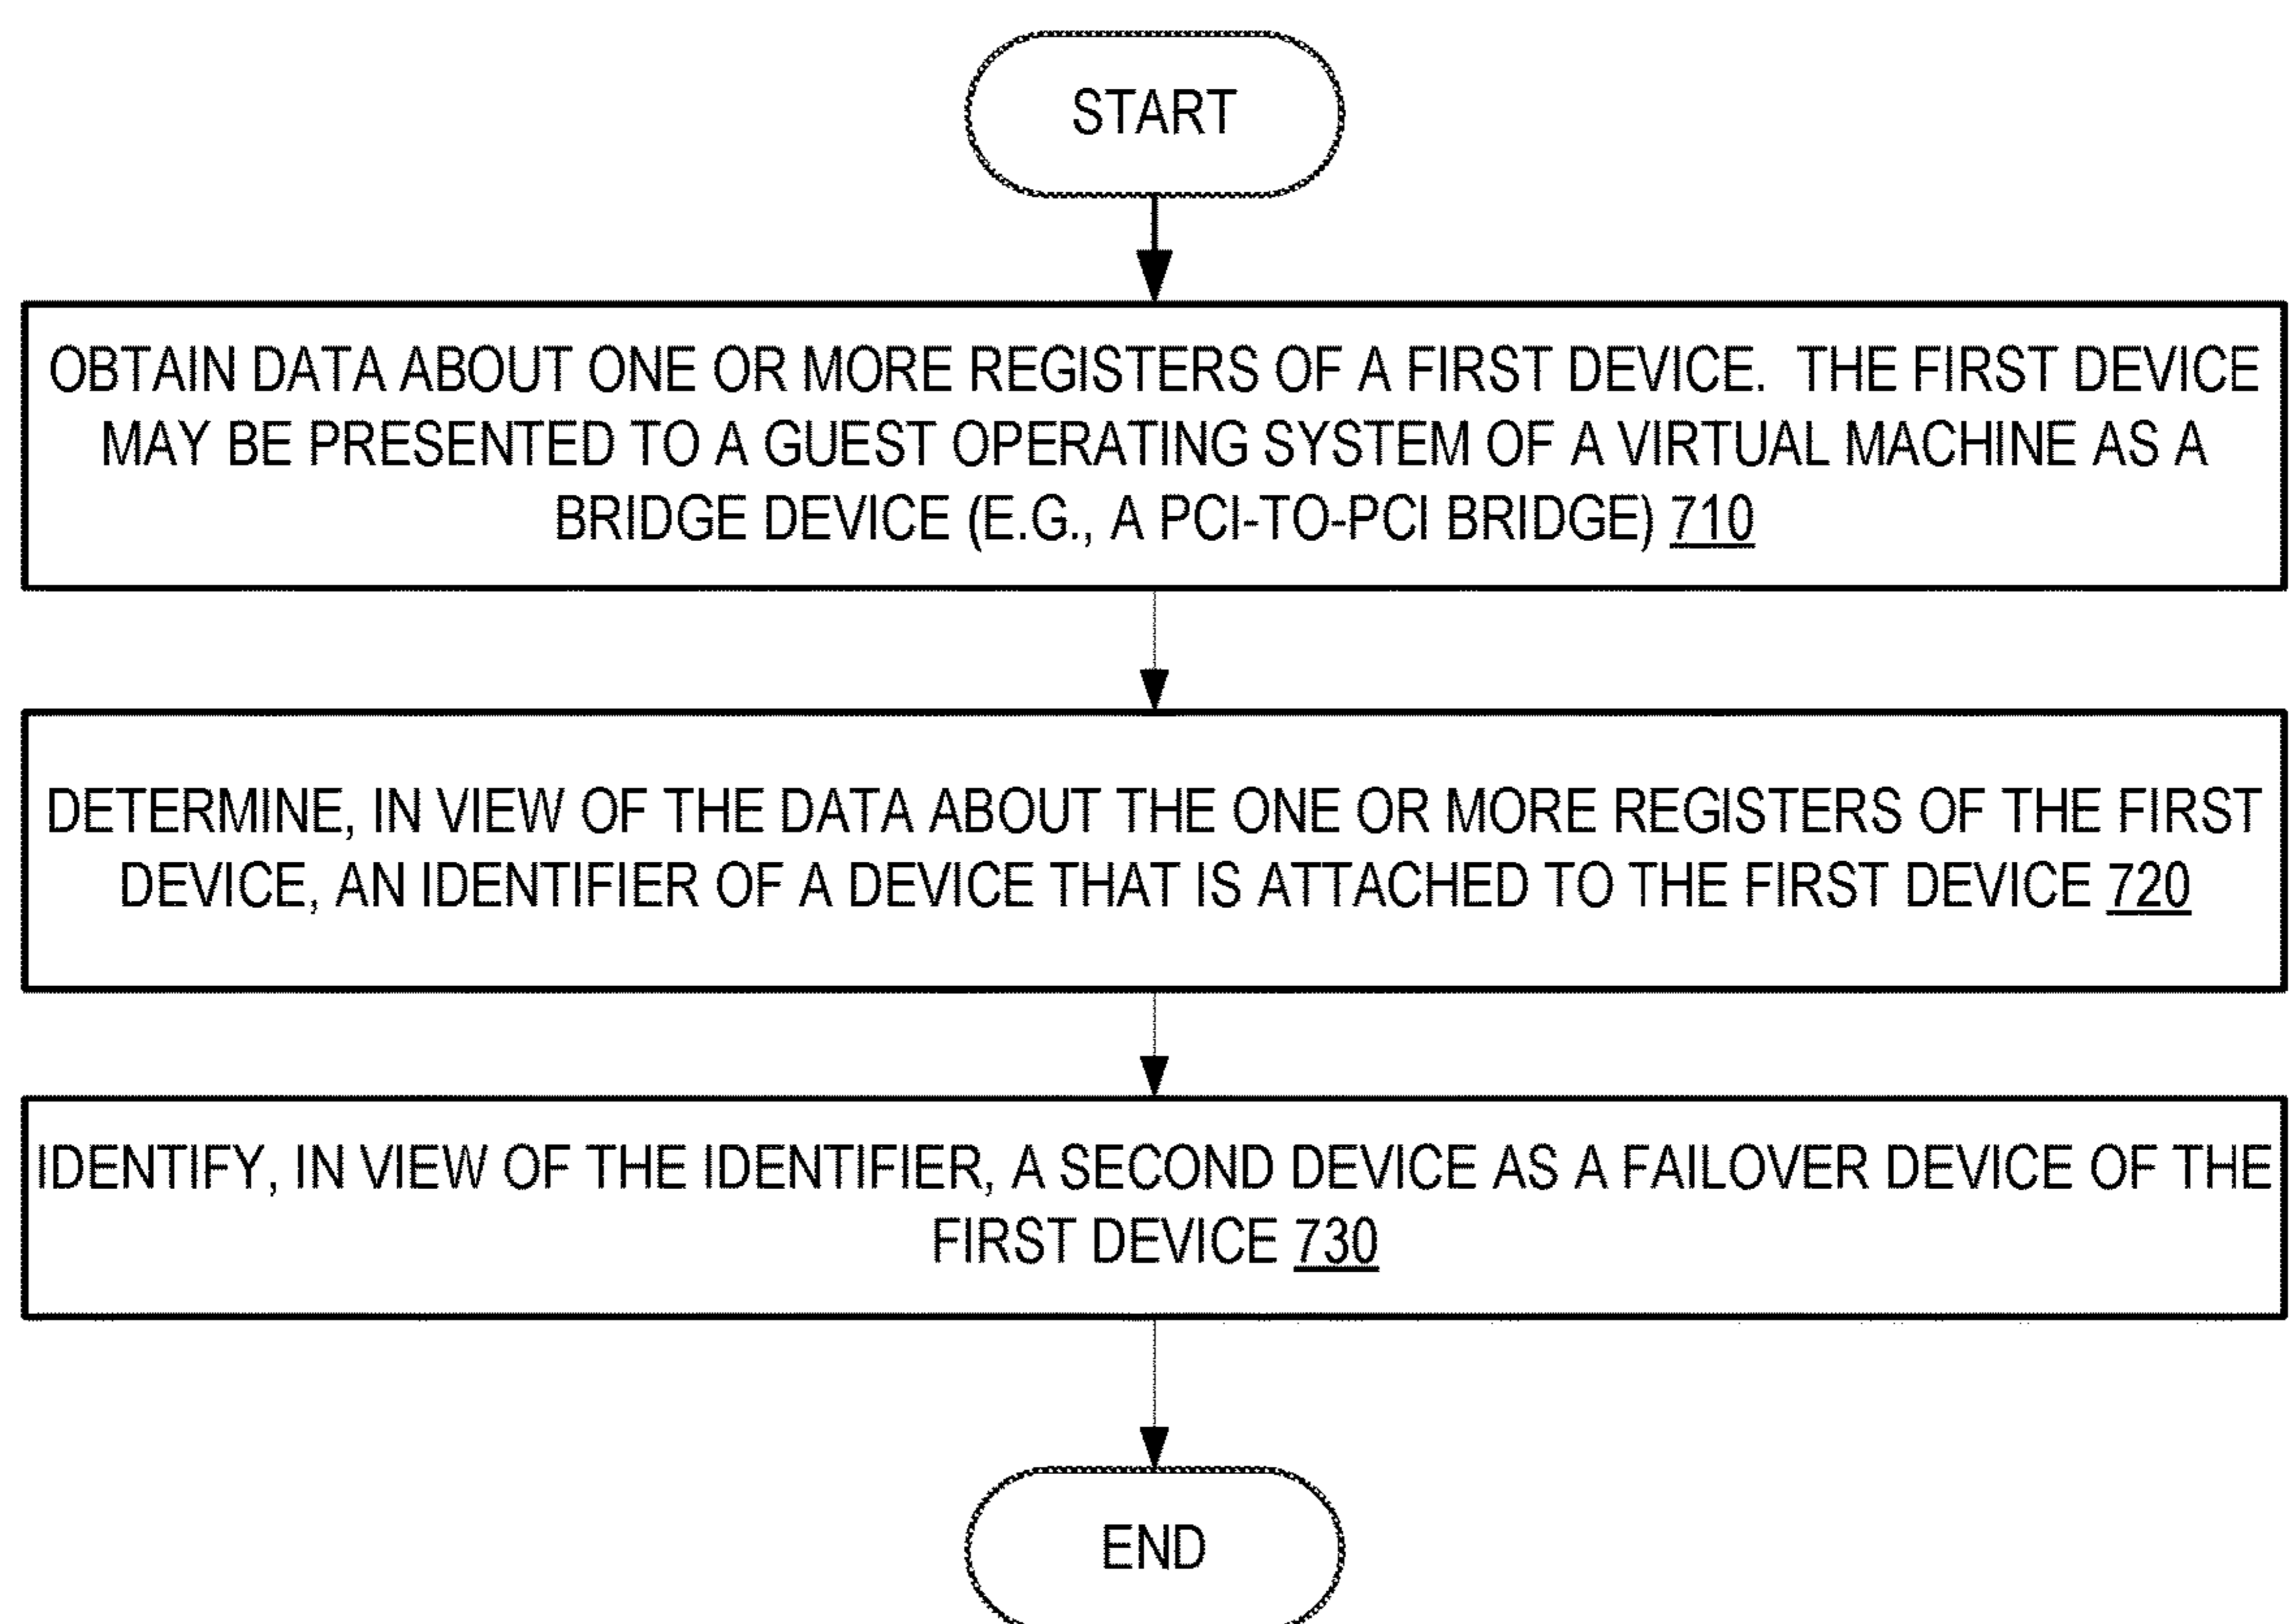 START
OBTAIN DATA ABOUT ONE OR MORE REGISTERS OF A FIRST DEVICE. THE FIRST DEVICE
MAY BE PRESENTED TO A GUEST OPERATING SYSTEM OF A VIRTUAL MACHINE AS A
BRIDGE DEVICE (E.G., A PCI-TO-PCI BRIDGE) 710
DETERMINE, IN VIEW OF THE DATA ABOUT THE ONE OR MORE REGISTERS OF THE FIRST
DEVICE, AN IDENTIFIER OF A DEVICE THAT IS ATTACHED TO THE FIRST DEVICE 720
IDENTIFY, IN VIEW OF THE IDENTIFIER, A SECOND DEVICE AS A FAILOVER DEVICE OF THE
FIRST DEVICE 730
END